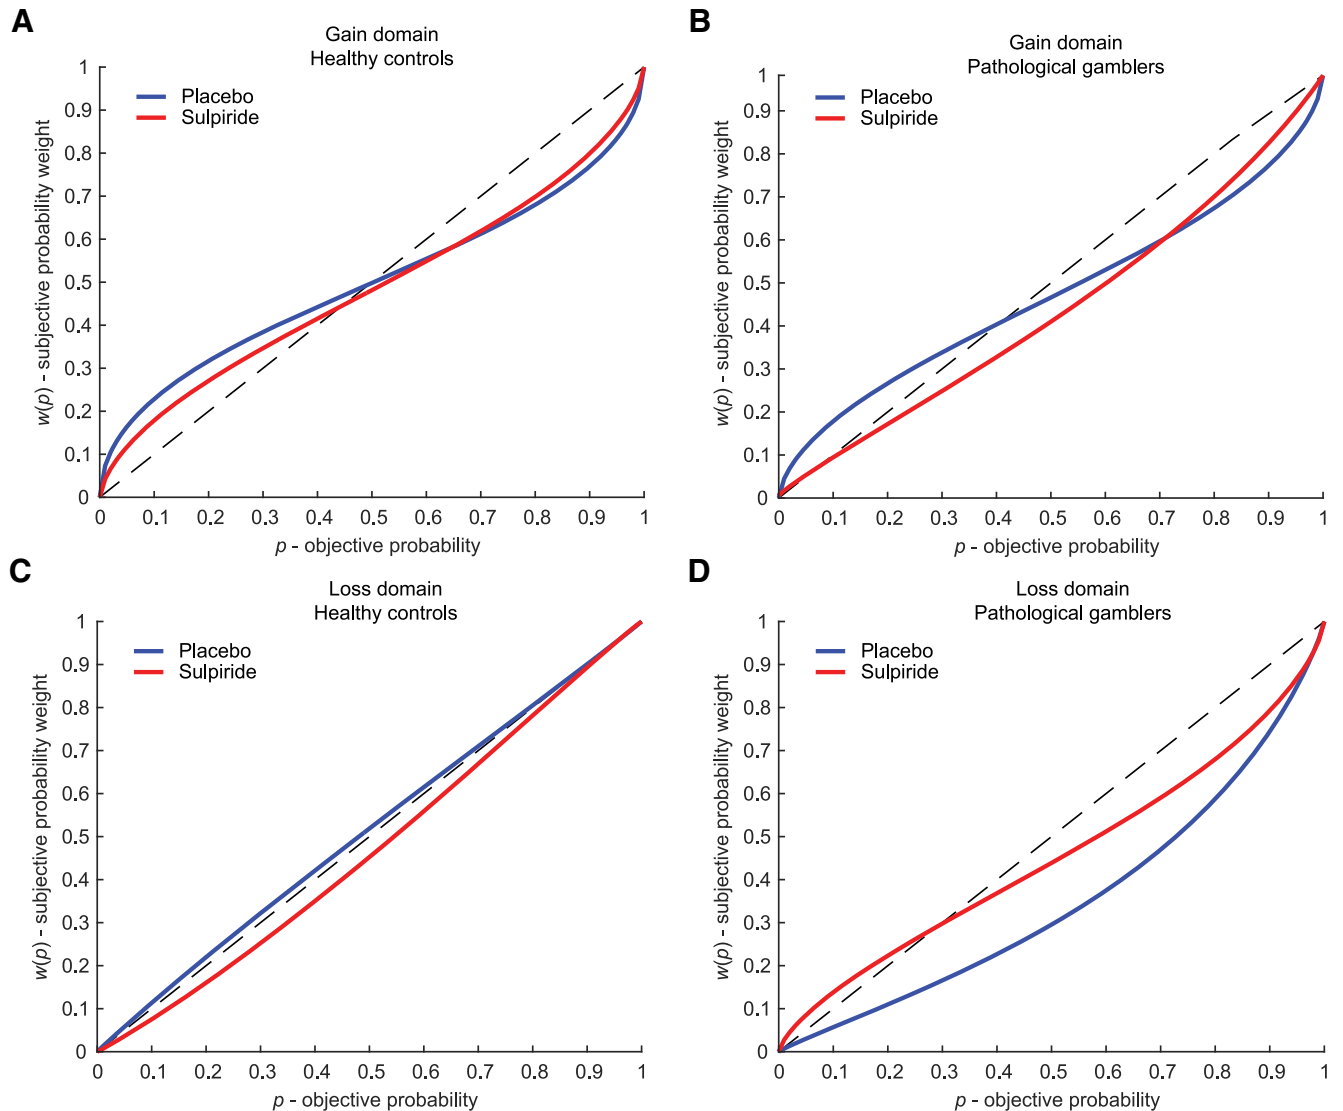 A
Gain domain
Healthy controls
Placebo
Sulpiride
w(p) - subjective probability weight
1
0.9
0.8
0.7
0.6
0.5
0.4
0.3
0.2
0.1
0
0 0.1 0.2 0.3 0.4 0.5 0.6 0.7 0.8 0.9 1
p - objective probability
B
Gain domain
Pathological gamblers
Placebo
Sulpiride
w(p) - subjective probability weight
1
0.9
0.8
0.7
0.6
0.5
0.4
0.3
0.2
0.1
0
0 0.1 0.2 0.3 0.4 0.5 0.6 0.7 0.8 0.9 1
p - objective probability
C
Loss domain
Healthy controls
Placebo
Sulpiride
w(p) - subjective probability weight
1
0.9
0.8
0.7
0.6
0.5
0.4
0.3
0.2
0.1
0
0 0.1 0.2 0.3 0.4 0.5 0.6 0.7 0.8 0.9 1
p - objective probability
D
Loss domain
Pathological gamblers
Placebo
Sulpiride
w(p) - subjective probability weight
1
0.9
0.8
0.7
0.6
0.5
0.4
0.3
0.2
0.1
0
0 0.1 0.2 0.3 0.4 0.5 0.6 0.7 0.8 0.9 1
p - objective probability